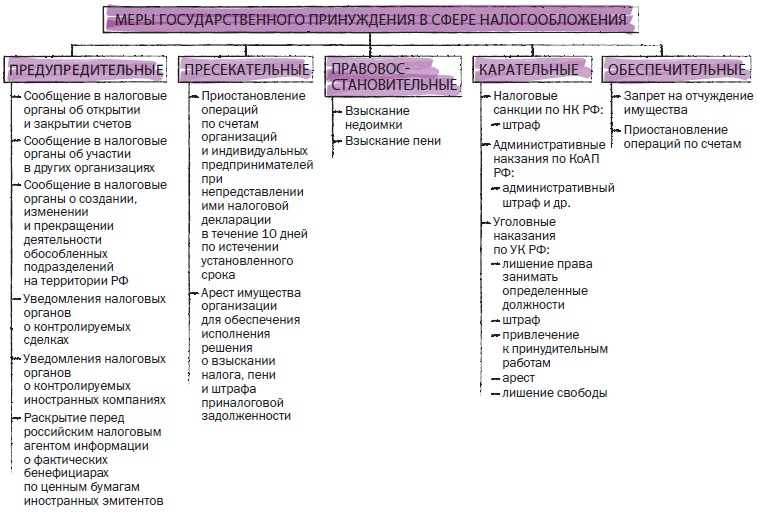 МЕРЫ ГОСУДАРСТВЕННОГО ПРИНУЖДЕНИЯ В СФЕРЕ НАЛОГООБЛОЖЕНИЯ
ПРЕДУПРЕДИТЕЛЬНЫЕ
Сообщение в налоговые
органы об открытии
и закрытии счетов
Сообщение в налоговые
органы об участии
в других организациях
Сообщение в налоговые
органы о создании,
изменении
и прекращении
деятельности
обособленных
подразделений
на территории РФ
Уведомления налоговых
органов
о контролируемых
сделках
Уведомления налоговых
органов
о контролируемых
иностранных компаниях
Раскрытие перед
российским налоговым
агентом информации
о фактических
бенефициарах
по ценным бумагам
иностранных эмитентов
ПРЕСЕКАТЕЛЬНЫЕ
Приостановление
операций
по счетам
организаций
и индивидуальных
предпринимателей
при
непредставлении
ими налоговой
декларации
в течение 10 дней
по истечении
установленного
срока
Арест имущества
организации
для обеспечения
исполнения
решения
о взыскании
налога, пени
и штрафа
приналоговой
задолженности
ПРАВОВОС-
СТАНОВИТЕЛЬНЫЕ
Взыскание
недоимки
Взыскание пени
КАРАТЕЛЬНЫЕ
Налоговые
санкции по НК РФ:
штраф
Административные
накзания по КоАП
РФ:
административный
штраф и др.
Уголовные
наказания
по УК РФ:
лишение права
занимать
определенные
должности
штраф
привлечение
к принудительным
работам
арест
лишение свободы
ОБЕСПЕЧИТЕЛЬНЫЕ
Запрет на отчуждение
имущества
Приостановление
операций по счетам